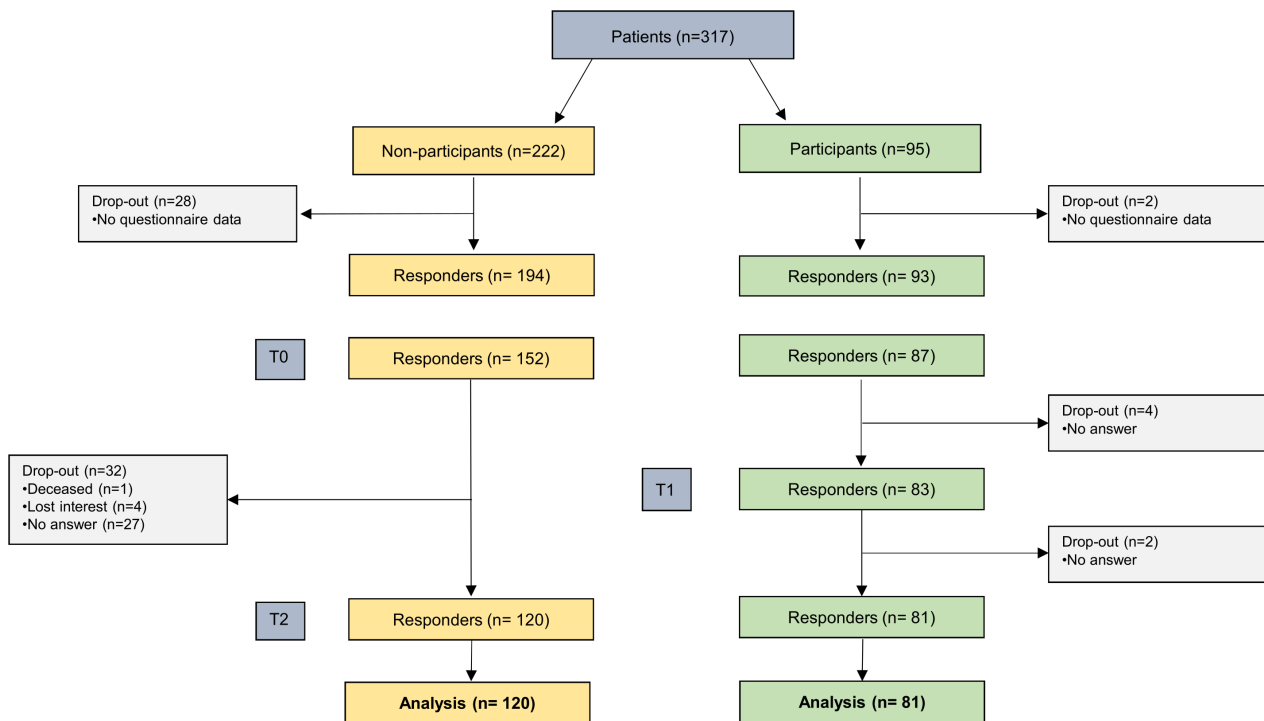 Patients (n=317)
Non-participants (n=222)
Participants (n=95)
Drop-out (n=28)
•No questionnaire data
Drop-out (n=2)
•No questionnaire data
Responders (n= 194)
Responders (n= 93)
T0
Responders (n= 152)
Responders (n= 87)
Drop-out (n=4)
•No answer
Drop-out (n=32)
•Deceased (n=1)
•Lost interest (n=4)
•No answer (n=27)
T1
Responders (n= 83)
Drop-out (n=2)
•No answer
T2
Responders (n= 120)
Responders (n= 81)
Analysis (n= 120)
Analysis (n= 81)